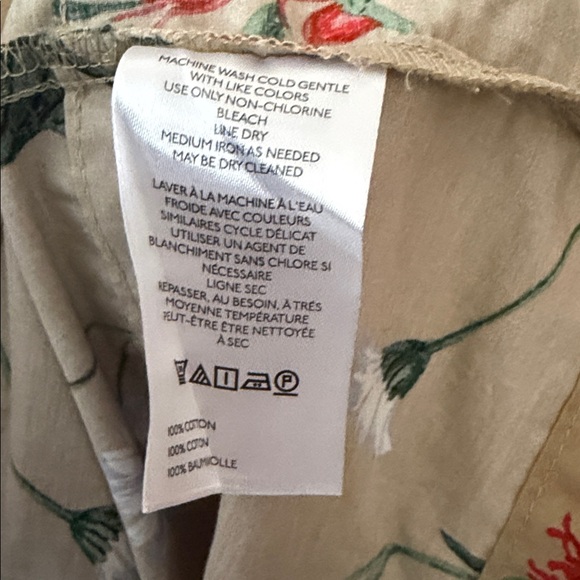 MACHINE WASH COLD GENTLE
WITH LIKE COLORS
USE ONLY NON-CHLORINE
BLEACH
LINE DRY
MEDIUM IRON AS NEEDED
MAY BE DRY CLEANED
LAVER À LA MACHINE À L'EAU
FROIDE AVEC COULEURS
SIMILAIRES CYCLE DÉLICAT
UTILISER UN AGENT DE
BLANCHIMENT SANS CHLORE SI
NÉCESSAIRE
LIGNE SEC
REPASSER, AU BESOIN, À TRÉS
MOYENNE TEMPÉRATURE
PEUT-ÊTRE ÊTRE NETTOYÉE
À SEC
P
100% COTTON
100% COTON
100% BAUMWOLLE